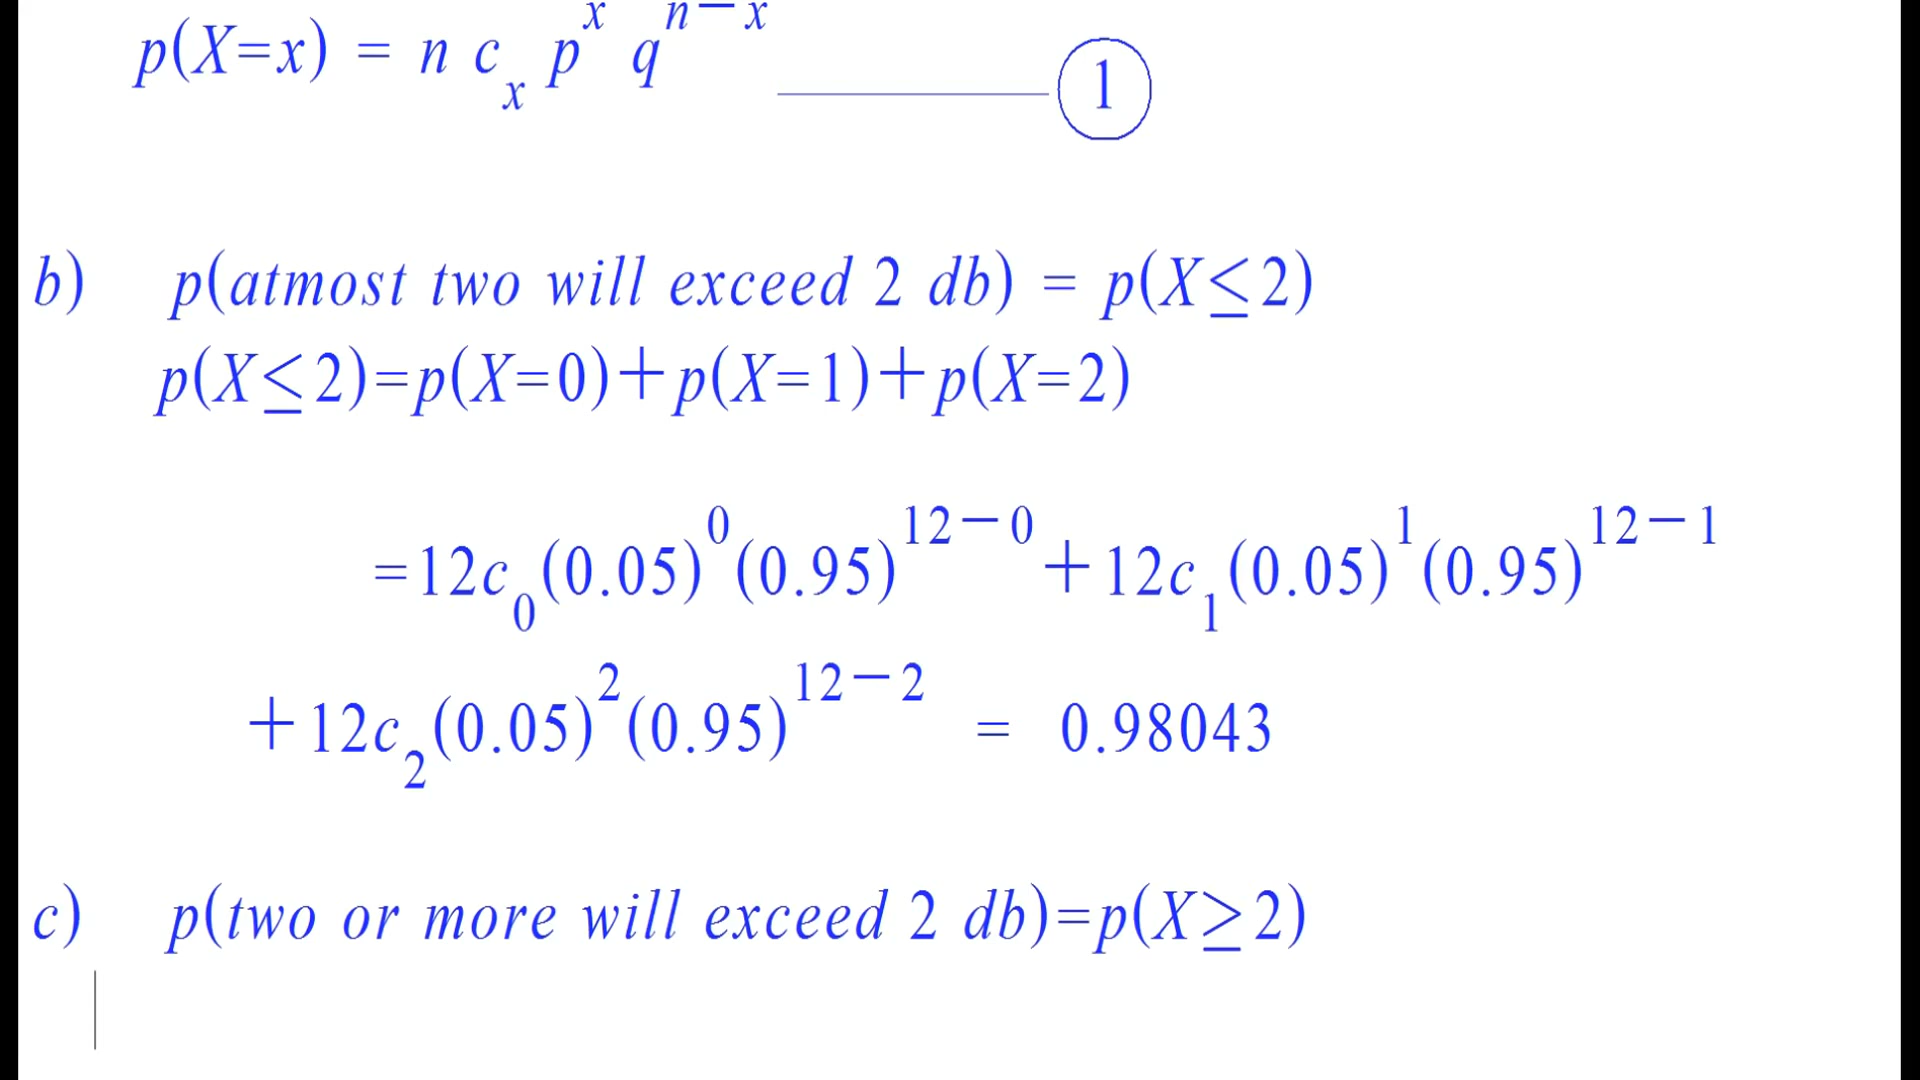 p(X=x) = n c_x p^x q^{n-x} ① 
b) p(atmost two will exceed 2 db) = p(X≤2)
p(X≤2)=p(X=0)+p(X=1)+p(X=2)
=12c_0(0.05)^0(0.95)^{12-0}+12c_1(0.05)^1(0.95)^{12-1}
+12c_2(0.05)^2(0.95)^{12-2} = 0.98043
c) p(two or more will exceed 2 db)=p(X≥2)